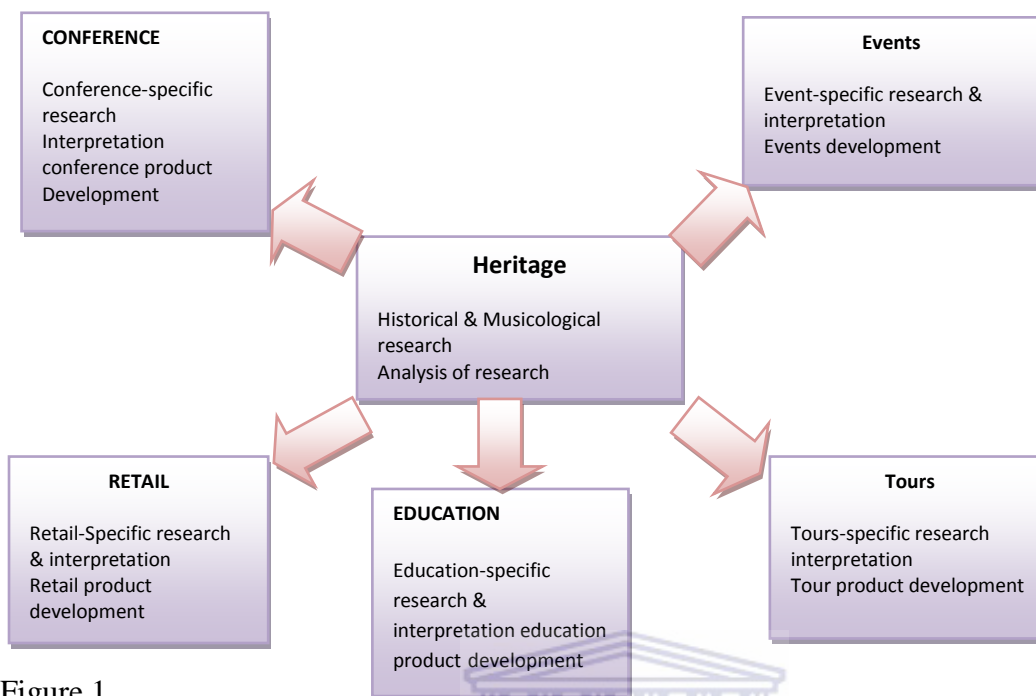 CONFERENCE
Conference-specific
research
Interpretation
conference product
Development
Events
Event-specific research &
interpretation
Events development
Heritage
Historical & Musicological
research
Analysis of research
RETAIL
Retail-Specific research
& interpretation
Retail product
development
EDUCATION
Education-specific
research &
interpretation education
product development
Tours
Tours-specific research
interpretation
Tour product development
Figure 1